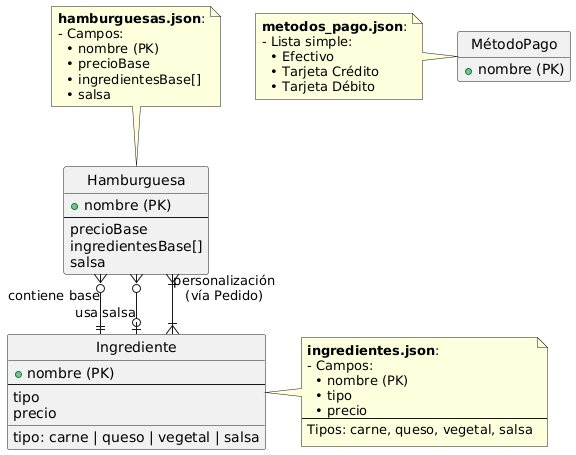 hamburguesas.json:
- Campos:
• nombre (PK)
• precioBase
• ingredientesBase[]
• salsa
metodos_pago.json:
- Lista simple:
• Efectivo
• Tarjeta Crédito
• Tarjeta Débito
MétodoPago
nombre (PK)
Hamburguesa
nombre (PK)
precioBase
ingredientesBase[]
salsa
contiene base
usa salsa
personalización
(vía Pedido)
Ingrediente
nombre (PK)
tipo
precio
tipo: carne | queso | vegetal | salsa
ingredientes.json:
- Campos:
• nombre (PK)
• tipo
• precio
Tipos: carne, queso, vegetal, salsa